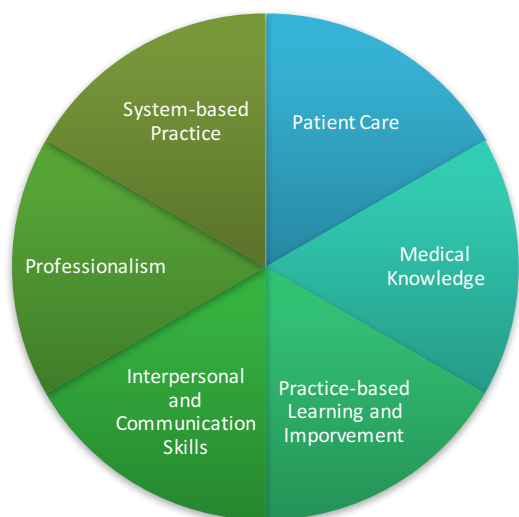 System-based
Practice
Patient Care
Professionalism
Medical
Knowledge
Interpersonal
and
Communication
Skills
Practice-based
Learning and
Imporvement